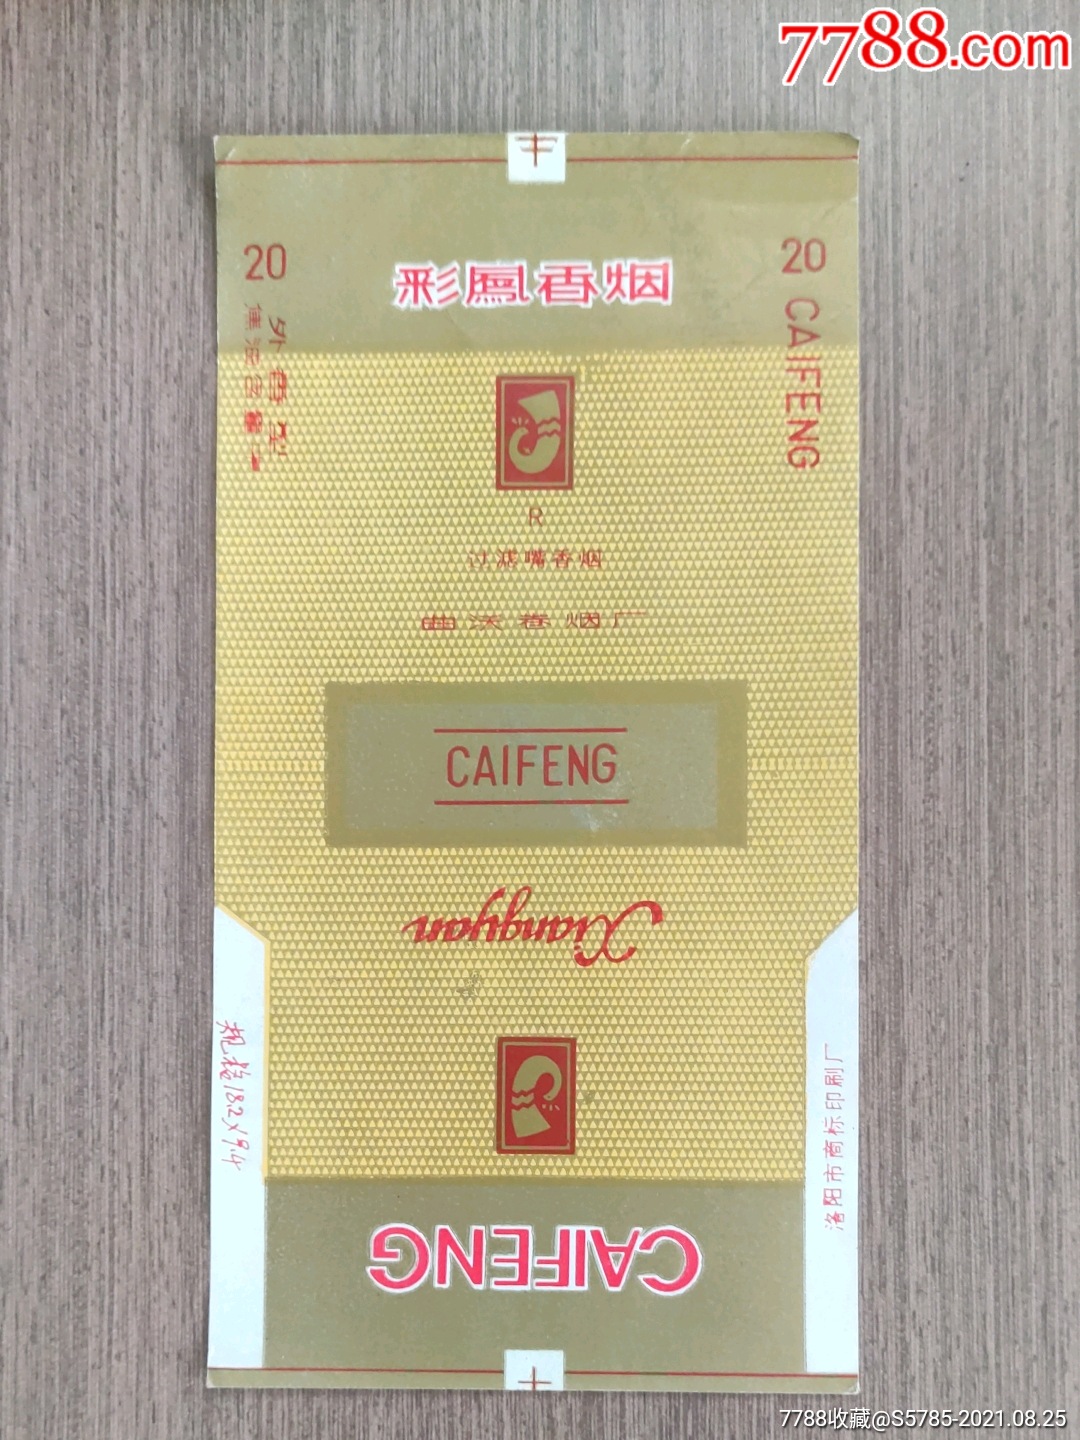 7788.com
20
彩鳳香烟
20 CAIFENG
外香型
焦油含量
R
过滤嘴香烟
曲沃卷烟厂
CAIFENG
Xiangyan
CAIFENG
规格18.2×9.4
洛阳市商标印刷厂
7788收藏@S5785-2021.08.25